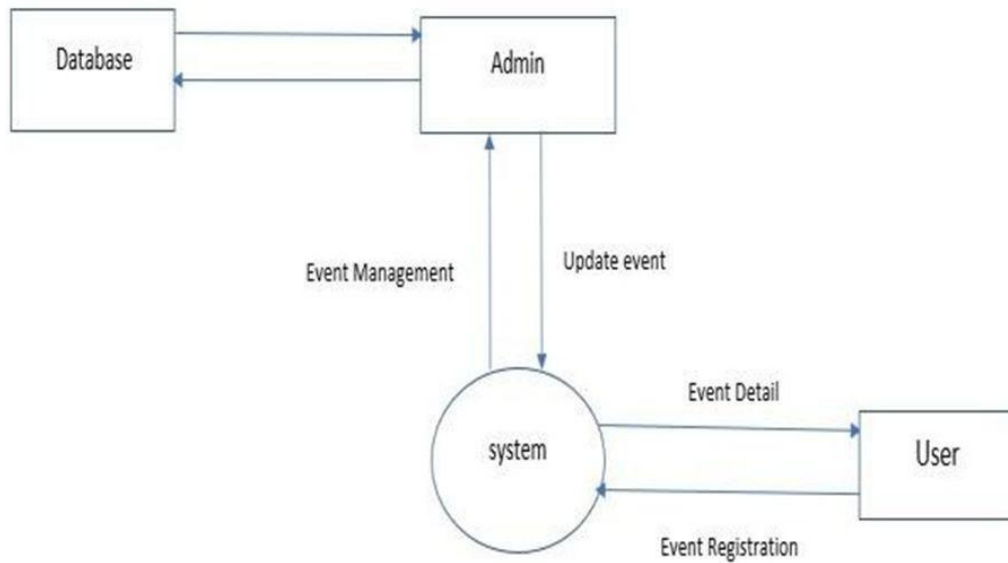 Database
Admin
Event Management
Update event
Event Detail
system
User
Event Registration